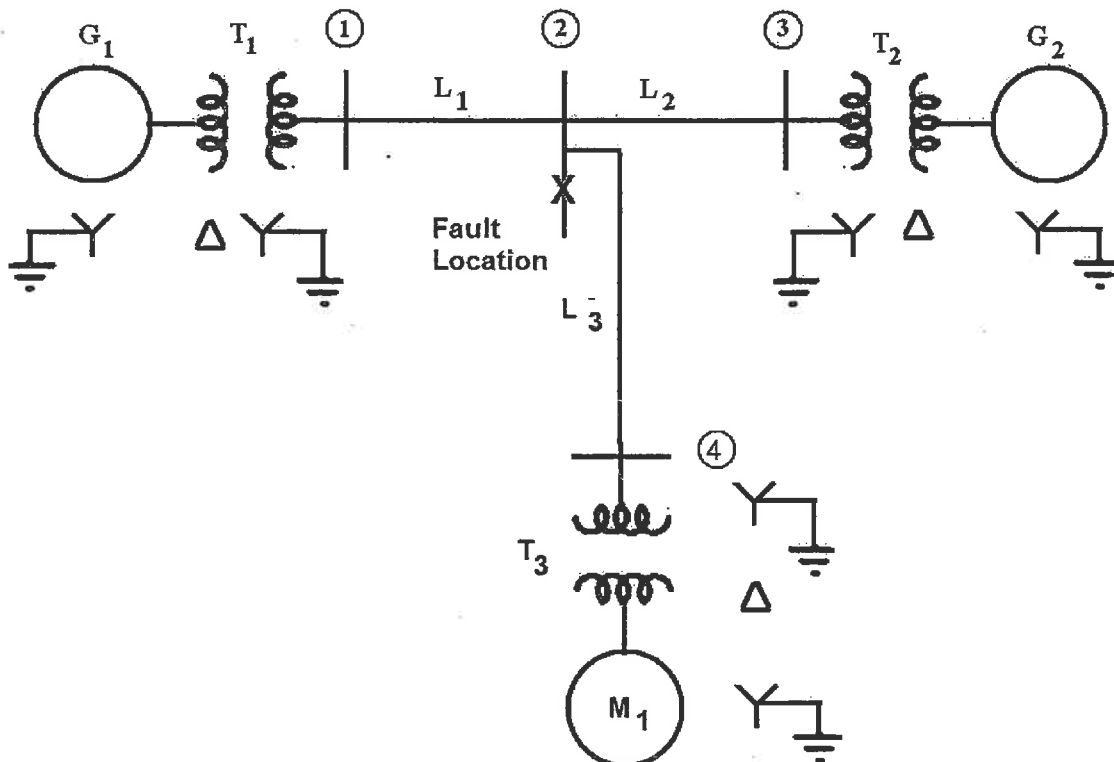 G1 T1 1 2 3 T2 G2
L1 L2
Δ Δ
Fault
Location
L3
4
T3
Δ
M1